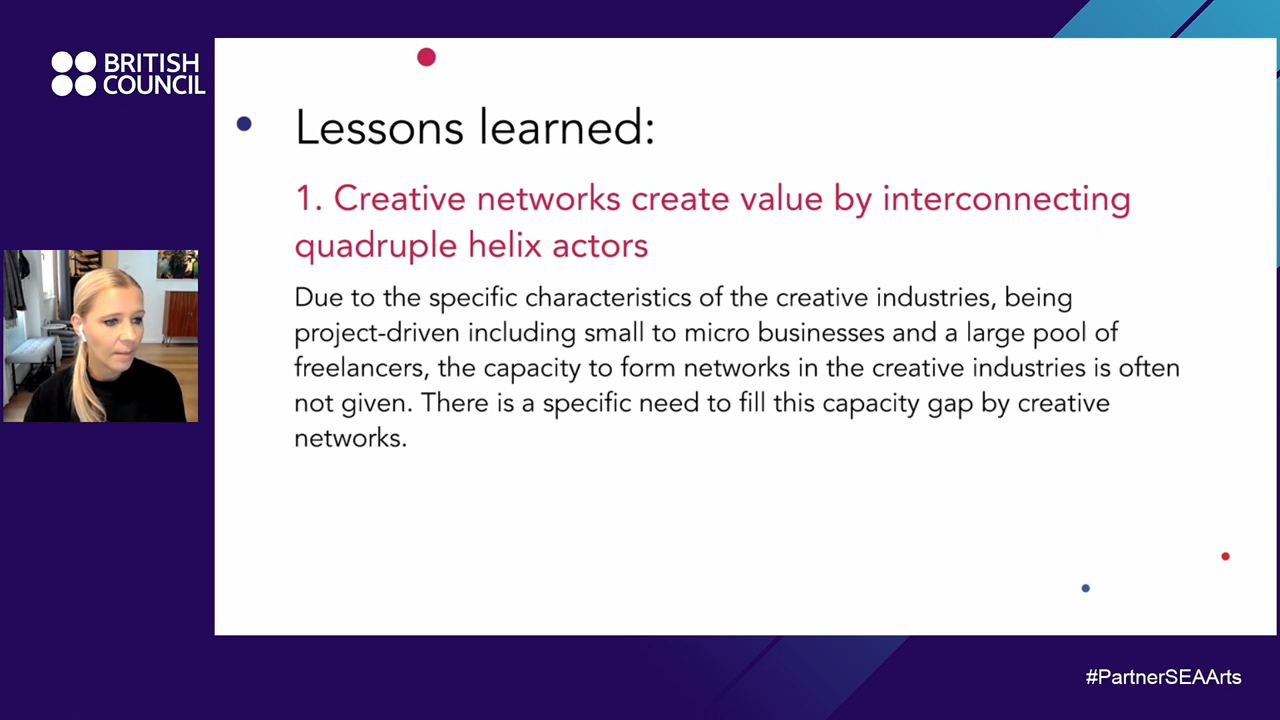 BRITISH
COUNCIL
Lessons learned:
1. Creative networks create value by interconnecting
quadruple helix actors
Due to the specific characteristics of the creative industries, being
project-driven including small to micro businesses and a large pool of
freelancers, the capacity to form networks in the creative industries is often
not given. There is a specific need to fill this capacity gap by creative
networks.
#PartnerSEAArts